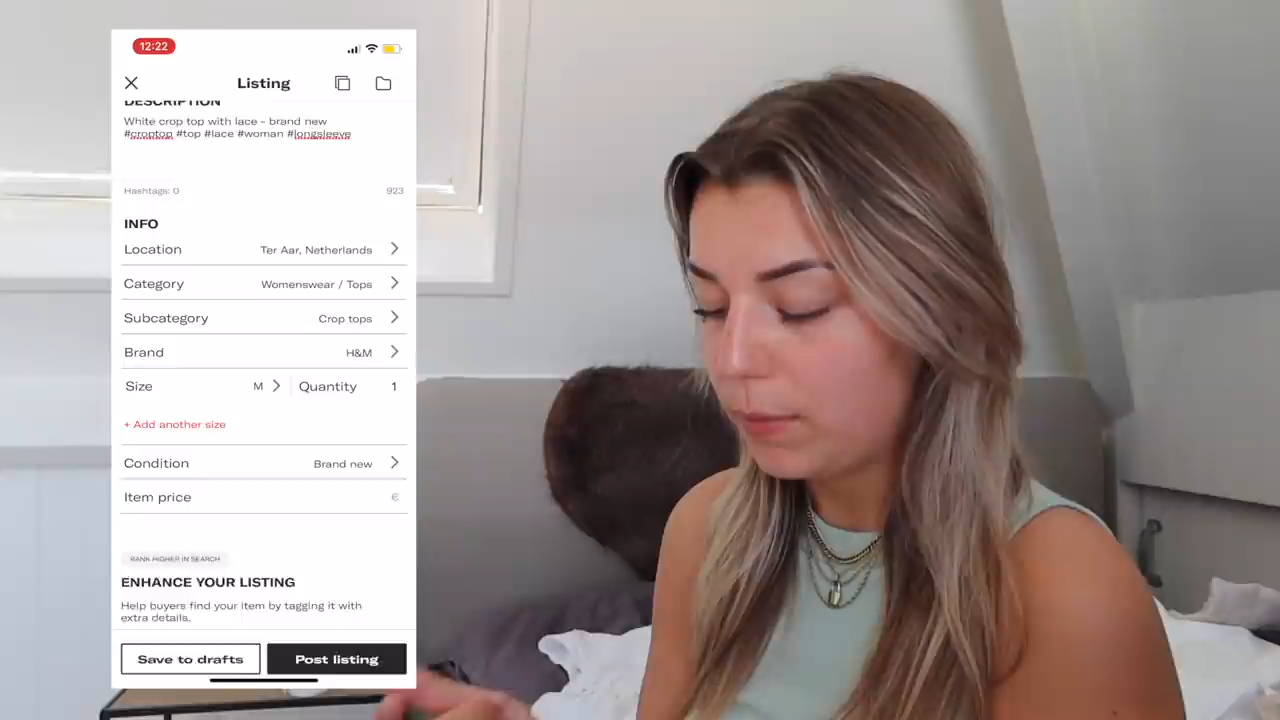 12:22
Listing
DESCRIPTION
White crop top with lace - brand new
#croptop #top #lace #woman #longsleeve
Hashtags: 0 923
INFO
Location Ter Aar, Netherlands
Category Womenswear / Tops
Subcategory Crop tops
Brand H&M
Size M Quantity 1
+ Add another size
Condition Brand new
Item price €
RANK HIGHER IN SEARCH
ENHANCE YOUR LISTING
Help buyers find your item by tagging it with
extra details.
Save to drafts Post listing